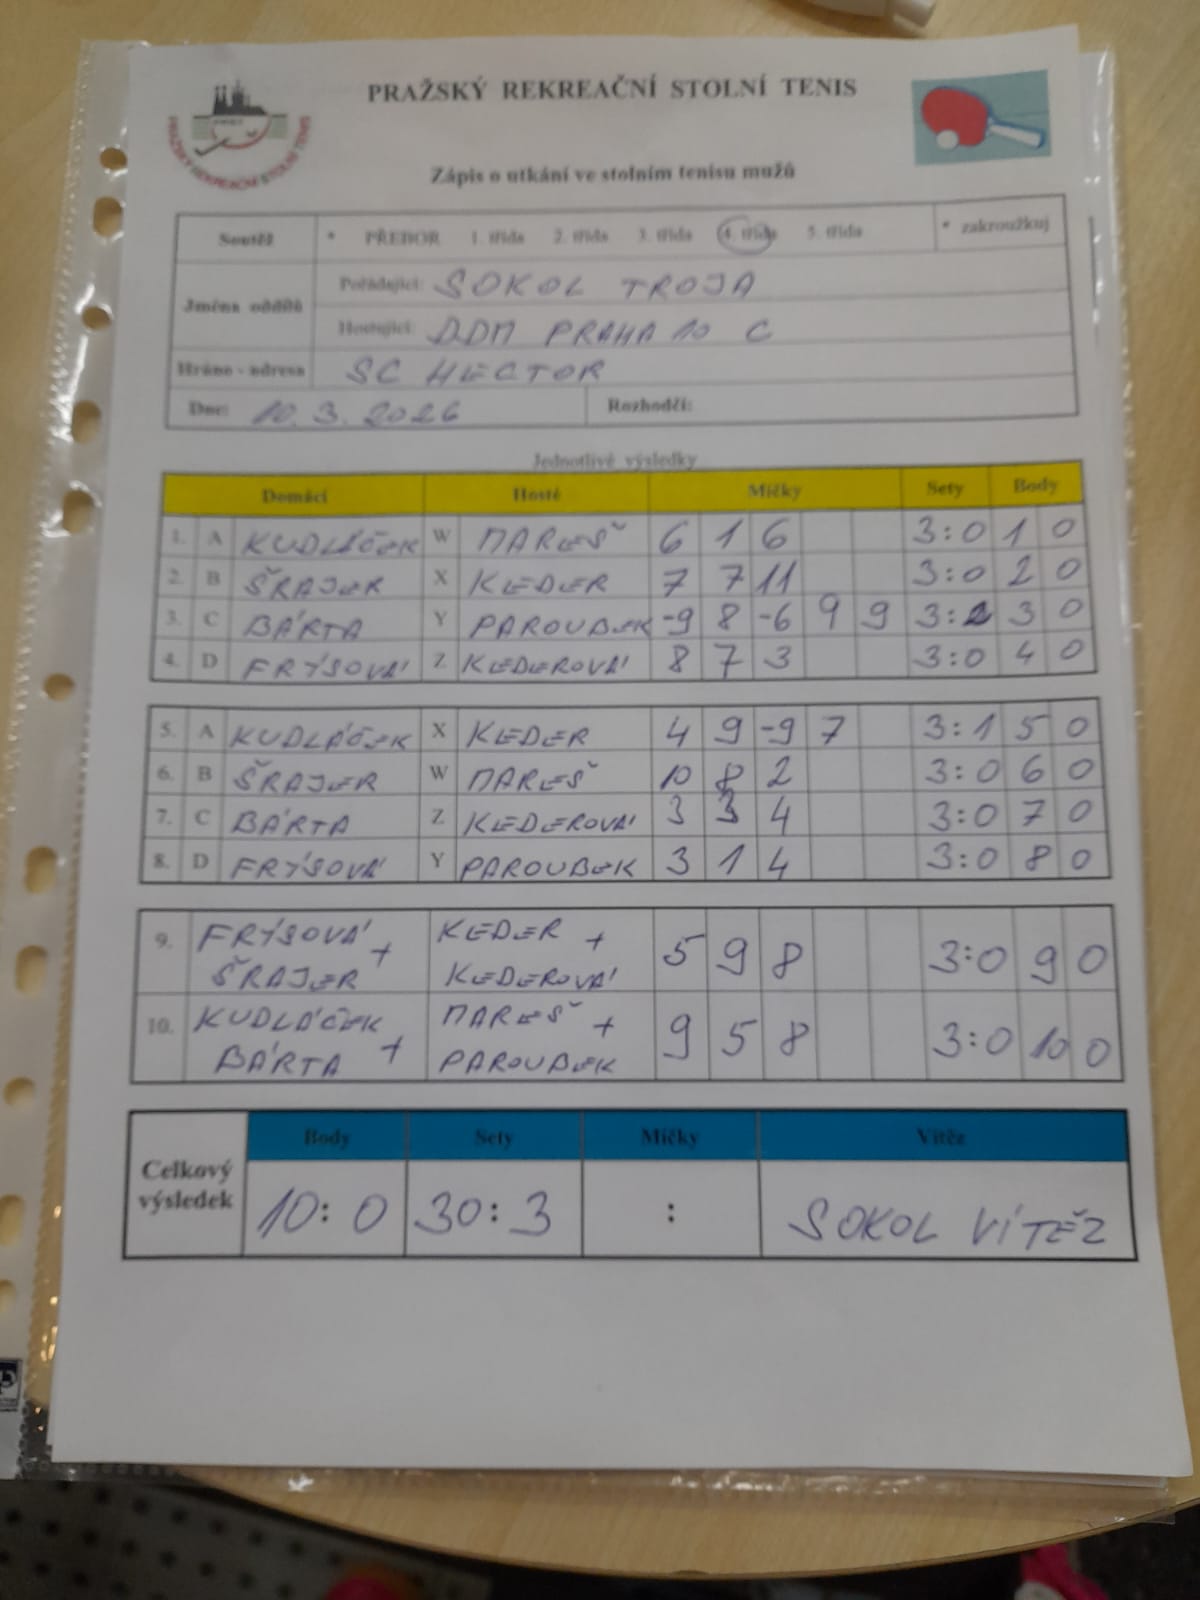 PRAŽSKÝ REKREAČNÍ STOLNÍ TENIS
PRAŽSKÝ REKREAČNÍ STOLNÍ TENIS
Zápis o utkání ve stolním tenisu mužů
Soutěž * PŘEBOR 1. třída 2. třída 3. třída 4. třída 5. třída * zakroužkuj
Jména oddílů
Pořádající: SOKOL TROJA
Hostující: DDM PRAHA 10 C
Hráno - adresa SC HECTOR
Dne: 10. 3. 2026 Rozhodčí:
Jednotlivé výsledky
Domácí Hosté Míčky Sety Body
1. A KUDLÁČEK W MAREŠ 6 1 6 3:0 1 0
2. B ŠRAJER X KEDER 7 7 11 3:0 2 0
3. C BÁRTA Y PAROUBEK -9 8 -6 9 9 3:2 3 0
4. D FRÝSOVÁ Z KEDEROVÁ 8 7 3 3:0 4 0
5. A KUDLÁČEK X KEDER 4 9 -9 7 3:1 5 0
6. B ŠRAJER W MAREŠ 10 8 2 3:0 6 0
7. C BÁRTA Z KEDEROVÁ 3 3 4 3:0 7 0
8. D FRÝSOVÁ Y PAROUBEK 3 1 4 3:0 8 0
9. FRÝSOVÁ + ŠRAJER KEDER + KEDEROVÁ 5 9 8 3:0 9 0
10. KUDLÁČEK + BÁRTA MAREŠ + PAROUBEK 9 5 8 3:0 10 0
Celkový výsledek
Body Sety Míčky Vítěz
10:0 30:3 : SOKOL VÍTĚZ